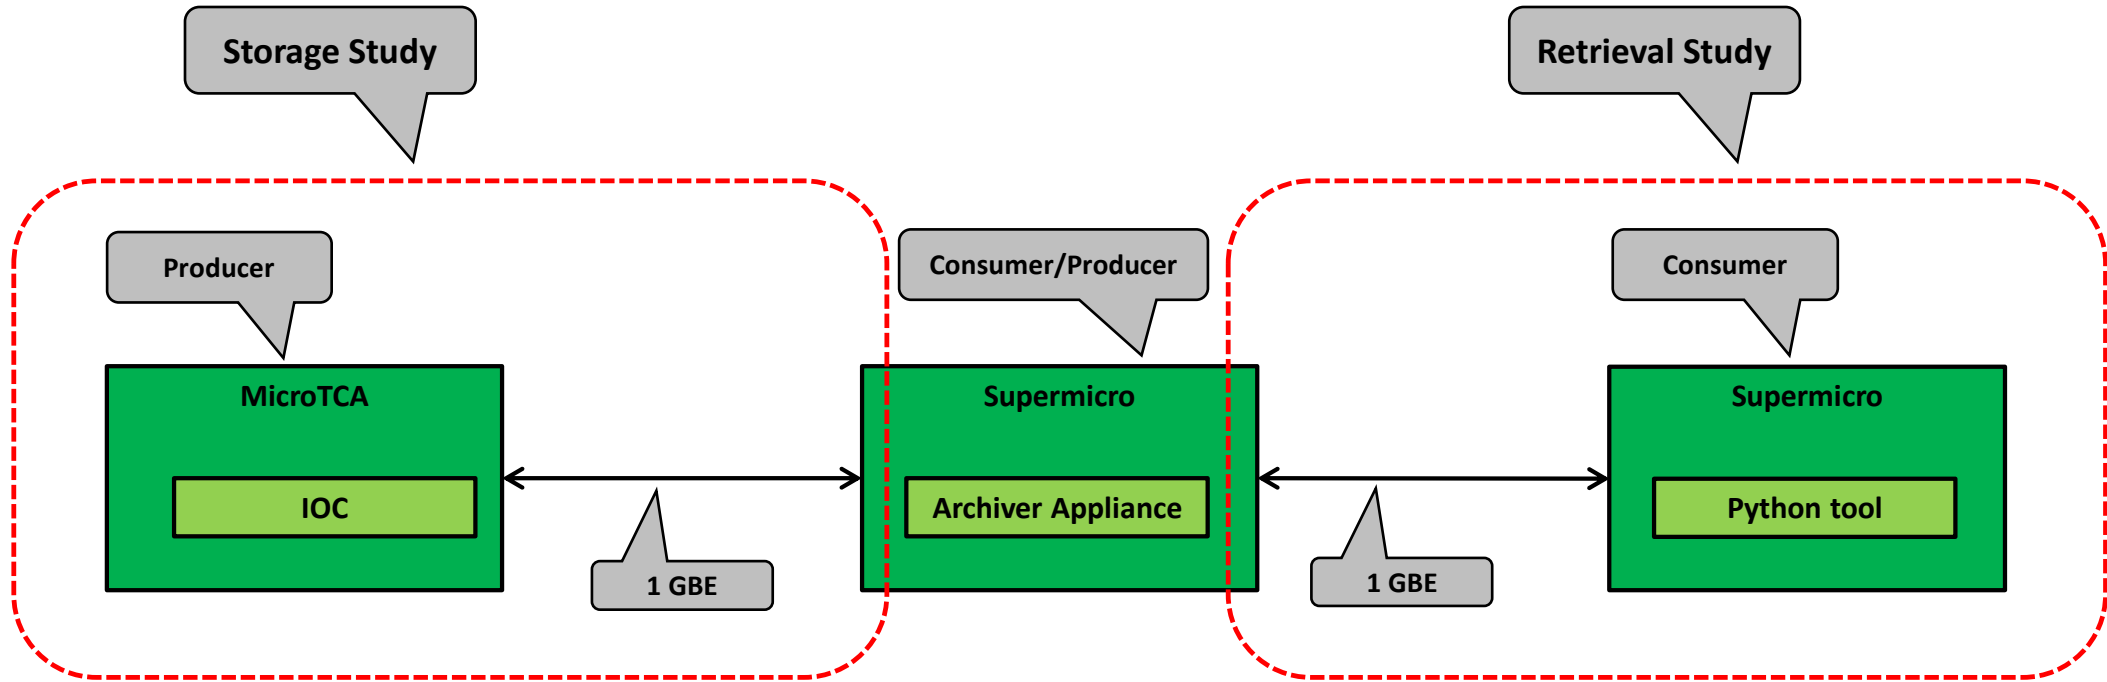 Storage Study
Retrieval Study
Producer
Consumer/Producer
Consumer
MicroTCA
Supermicro
Supermicro
IOC
Archiver Appliance
Python tool
1 GBE
1 GBE